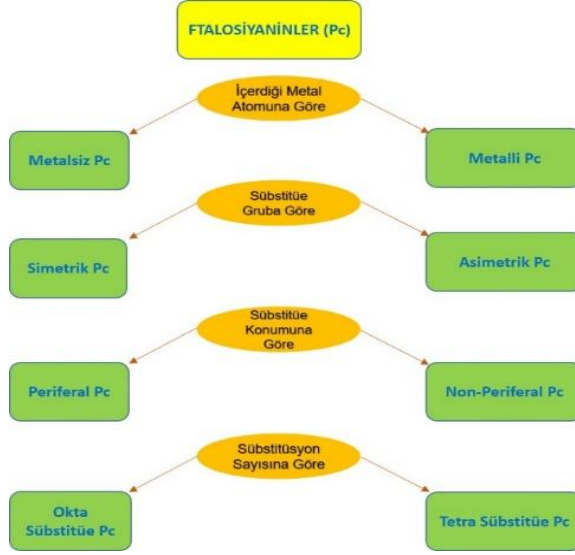 FTALOSİYANİNLER (Pc)
İçerdiği Metal
Atomuna Göre
Metalsiz Pc
Metalli Pc
Sübstitüe
Gruba Göre
Simetrik Pc
Asimetrik Pc
Sübstitüe
Konumuna
Göre
Periferal Pc
Non-Periferal Pc
Sübstitüsyon
Sayısına Göre
Okta
Sübstitüe Pc
Tetra Sübstitüe Pc